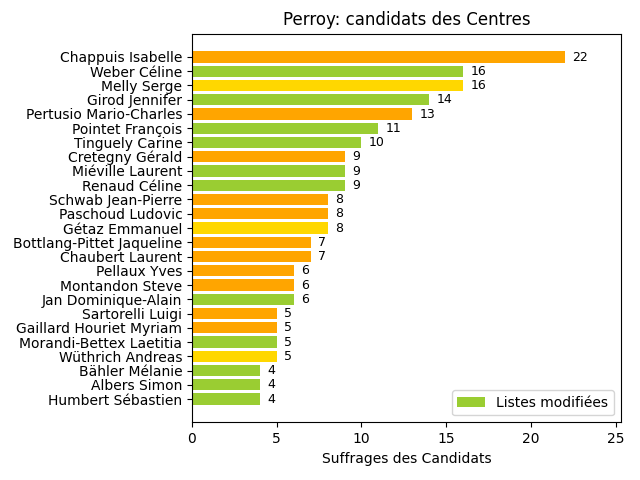 Perroy: candidats des Centres
Chappuis Isabelle 22
Weber Céline 16
Melly Serge 16
Girod Jennifer 14
Pertusio Mario-Charles 13
Pointet François 11
Tinguely Carine 10
Cretegny Gérald 9
Miéville Laurent 9
Renaud Céline 9
Schwab Jean-Pierre 8
Paschoud Ludovic 8
Gétaz Emmanuel 8
Bottlang-Pittet Jaqueline 7
Chaubert Laurent 7
Pellaux Yves 6
Montandon Steve 6
Jan Dominique-Alain 6
Sartorelli Luigi 5
Gaillard Houriet Myriam 5
Morandi-Bettex Laetitia 5
Wüthrich Andreas 5
Bähler Mélanie 4
Albers Simon 4
Humbert Sébastien 4
Listes modifiées
0 5 10 15 20 25
Suffrages des Candidats